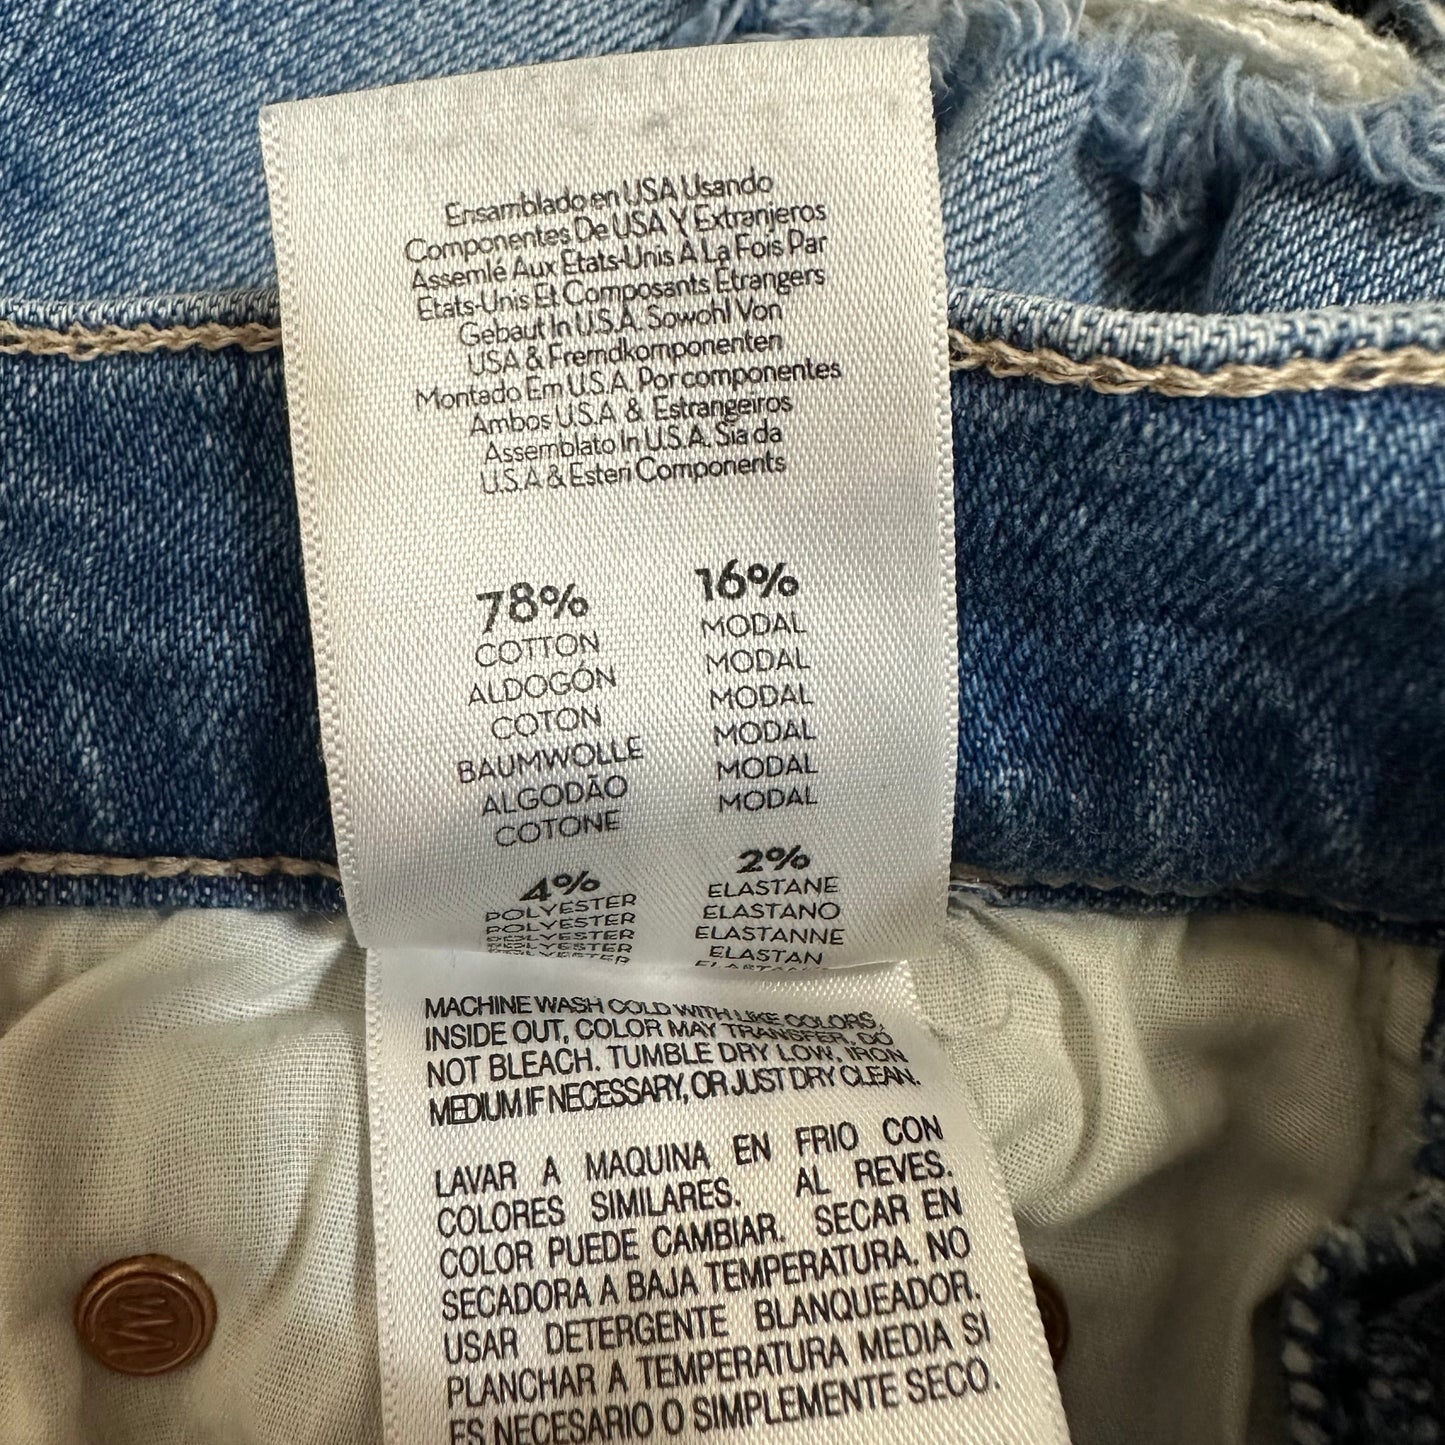 Ensamblado en USA Usando
Componentes De USA Y Extranjeros
Assemlé Aux Etats-Unis À La Fois Par
Etats-Unis Et Composants Etrangers
Gebaut In U.S.A. Sowohl Von
USA & Fremdkomponenten
Montado Em U.S.A. Por componentes
Ambos U.S.A & Estrangeiros
Assemblato In U.S.A. Sia da
U.S.A & Esteri Components
78%
COTTON
ALDOGÓN
COTON
BAUMWOLLE
ALGODÃO
COTONE
16%
MODAL
MODAL
MODAL
MODAL
MODAL
MODAL
4%
POLYESTER
POLYESTER
POLYESTER
POLYESTER
POLYESTER
2%
ELASTANE
ELASTANO
ELASTANNE
ELASTAN
MACHINE WASH COLD WITH LIKE COLORS,
INSIDE OUT, COLOR MAY TRANSFER, DO
NOT BLEACH. TUMBLE DRY LOW, IRON
MEDIUM IF NECESSARY, OR JUST DRY CLEAN.
LAVAR A MAQUINA EN FRIO CON
COLORES SIMILARES. AL REVES.
COLOR PUEDE CAMBIAR. SECAR EN
SECADORA A BAJA TEMPERATURA. NO
USAR DETERGENTE BLANQUEADOR.
PLANCHAR A TEMPERATURA MEDIA SI
ES NECESARIO O SIMPLEMENTE SECO.